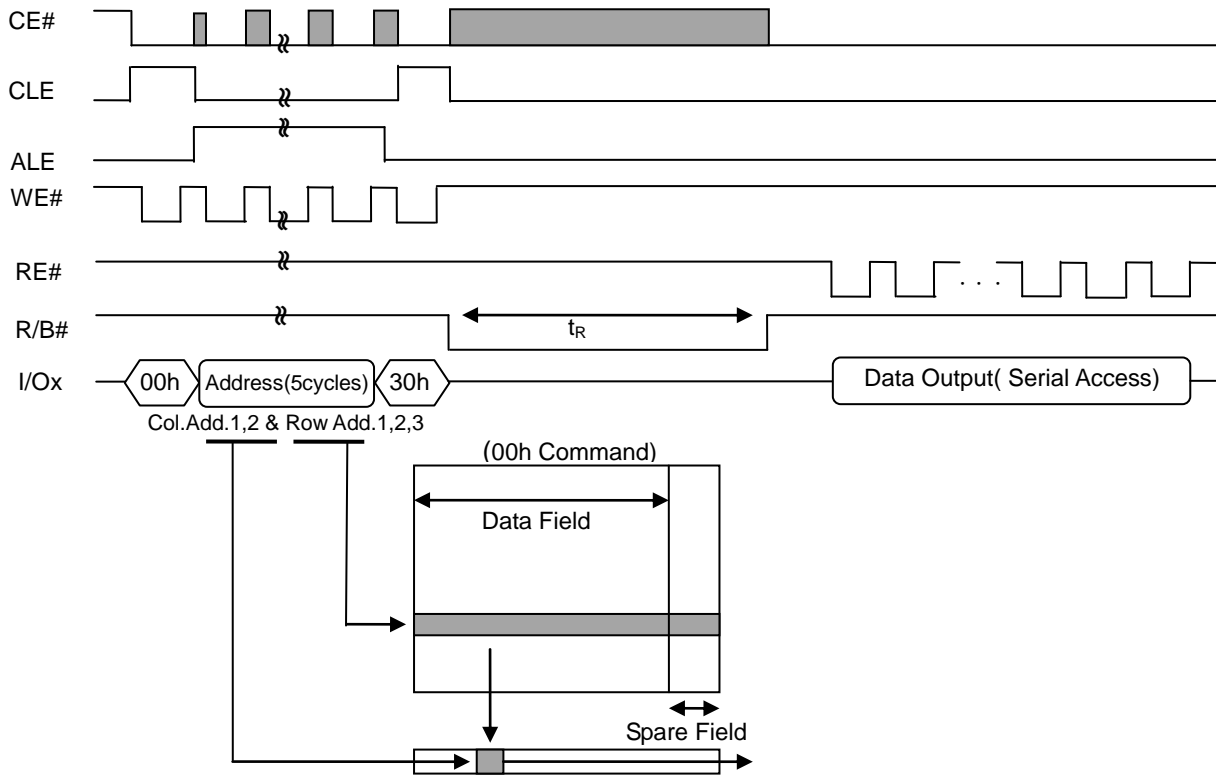 CE#
CLE
ALE
WE#
RE#
. . .
R/B#
tR
I/Ox
00h
Address(5cycles)
30h
Data Output( Serial Access)
Col.Add.1,2 & Row Add.1,2,3
(00h Command)
Data Field
Spare Field